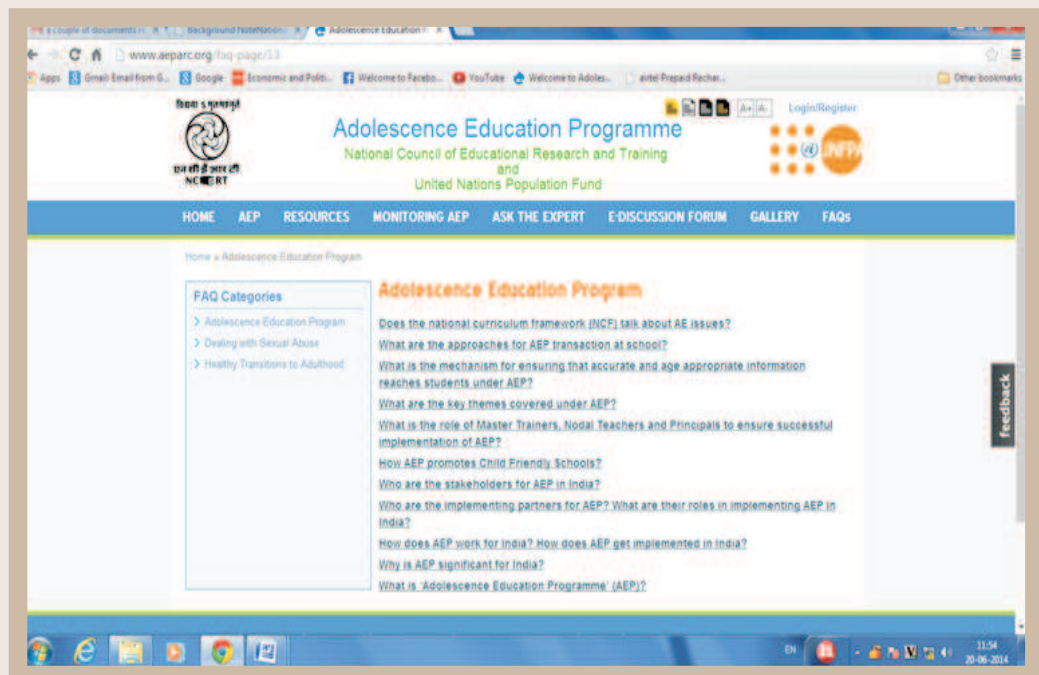 a couple of documents
Background Note
Adolescence Education
www.aeparc.org/faq-page/13
Apps
Gmail: Email from G...
Google
Economic and Politi...
Welcome to Facebo...
YouTube
Welcome to Adoles...
airtel Prepaid Rechar...
Other bookmarks
एन सी ई आर टी
NCERT
A+ A-
Login/Register
Adolescence Education Programme
National Council of Educational Research and Training
and
United Nations Population Fund
UNFPA
HOME AEP RESOURCES MONITORING AEP ASK THE EXPERT E-DISCUSSION FORUM GALLERY FAQs
Home » Adolescence Education Program
FAQ Categories
> Adolescence Education Program
> Dealing with Sexual Abuse
> Healthy Transitions to Adulthood
Adolescence Education Program
Does the national curriculum framework (NCF) talk about AE issues?
What are the approaches for AEP transaction at school?
What is the mechanism for ensuring that accurate and age appropriate information
reaches students under AEP?
What are the key themes covered under AEP?
What is the role of Master Trainers, Nodal Teachers and Principals to ensure successful
implementation of AEP?
How AEP promotes Child Friendly Schools?
Who are the stakeholders for AEP in India?
Who are the implementing partners for AEP? What are their roles in implementing AEP in
India?
How does AEP work for India? How does AEP get implemented in India?
Why is AEP significant for India?
What is 'Adolescence Education Programme' (AEP)?
feedback
EN
11:54
20-06-2014